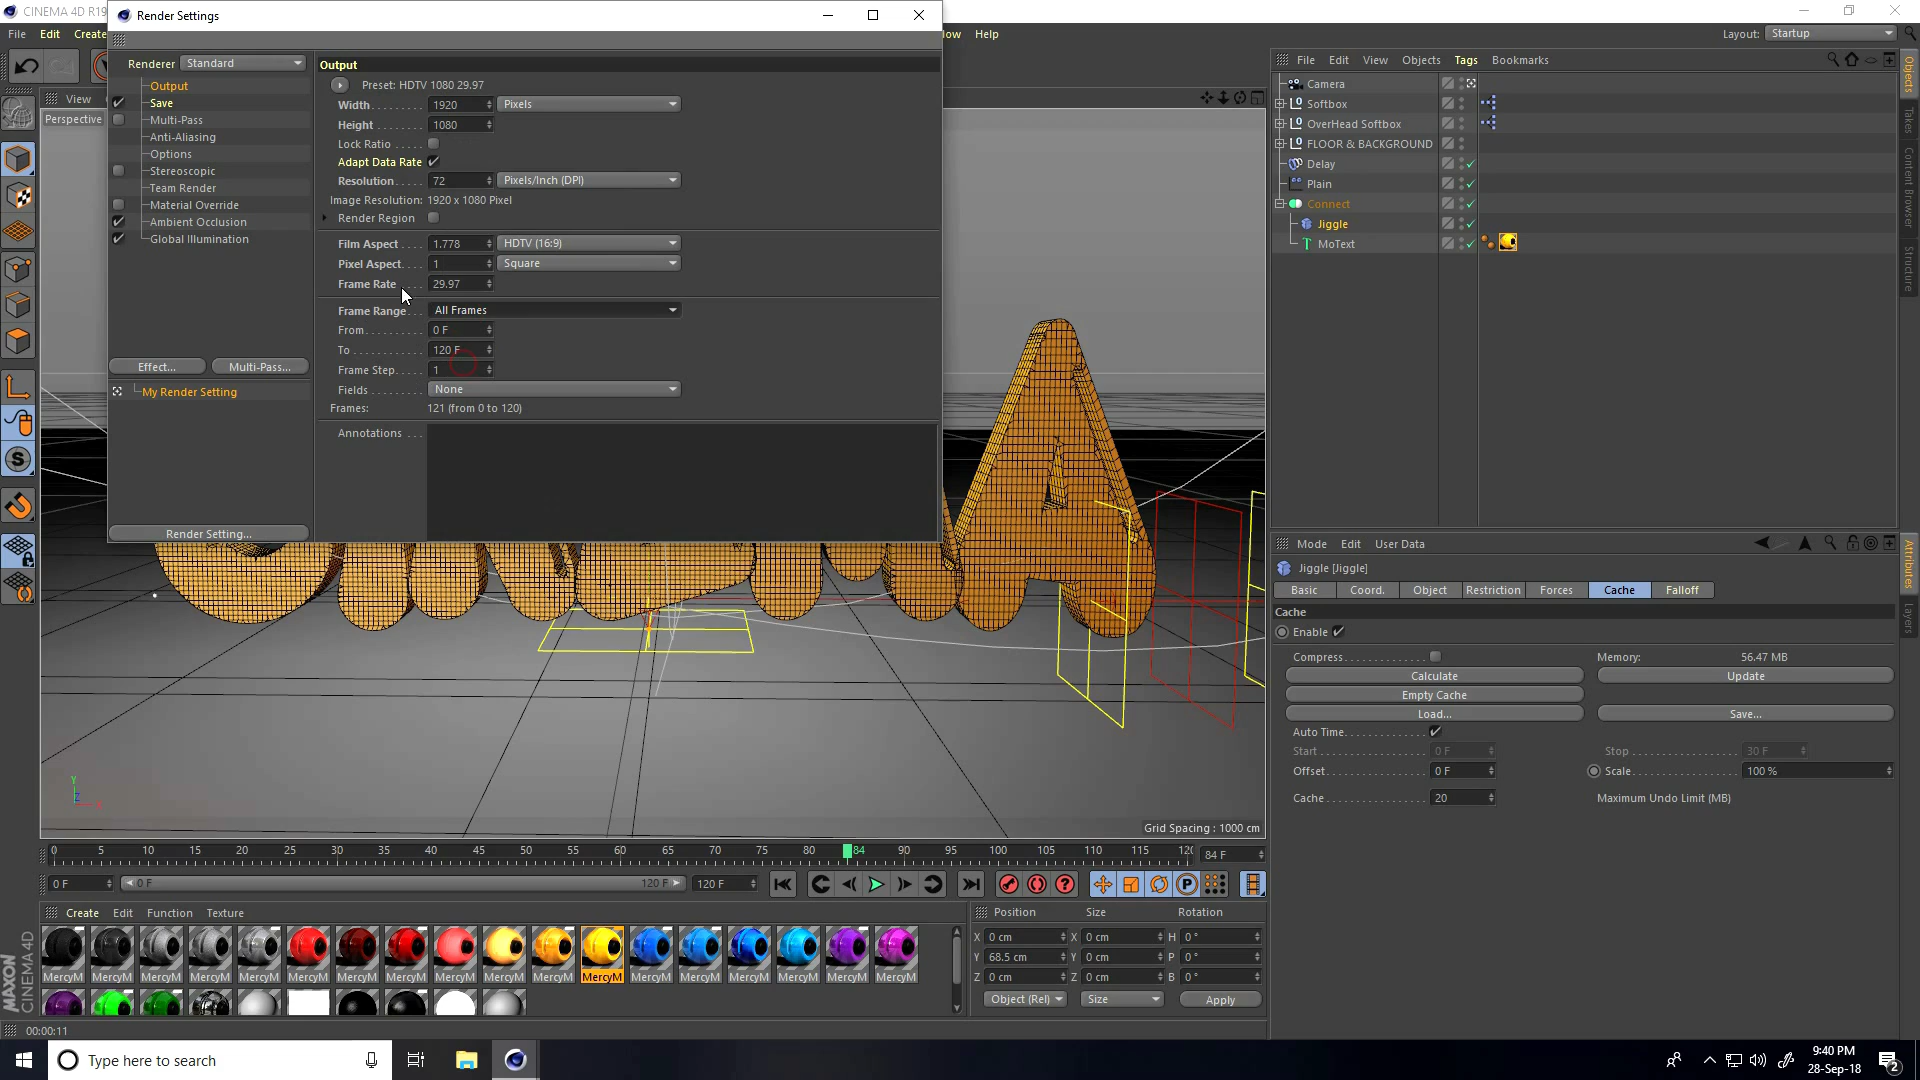 CINEMA 4D R19
Render Settings
File Edit Create
Help
Layout: Startup
Renderer Standard
Output
Save
Multi-Pass
Anti-Aliasing
Options
Stereoscopic
Team Render
Material Override
Ambient Occlusion
Global Illumination
Effect... Multi-Pass...
My Render Setting
Render Setting...
Output
Preset: HDTV 1080 29.97
Width 1920 Pixels
Height 1080
Lock Ratio
Adapt Data Rate
Resolution 72 Pixels/Inch (DPI)
Image Resolution: 1920 x 1080 Pixel
Render Region
Film Aspect 1.778 HDTV (16:9)
Pixel Aspect 1 Square
Frame Rate 29.97
Frame Range All Frames
From 0 F
To 120 F
Frame Step 1
Fields None
Frames: 121 (from 0 to 120)
Annotations
View
Perspective
Grid Spacing : 1000 cm
File Edit View Objects Tags Bookmarks
Camera
Softbox
OverHead Softbox
FLOOR & BACKGROUND
Delay
Plain
Connect
Jiggle
MoText
Objects
Takes
Content Browser
Structure
Mode Edit User Data
Jiggle [Jiggle]
Basic Coord. Object Restriction Forces Cache Falloff
Cache
Enable
Compress Memory: 56.47 MB
Calculate Update
Empty Cache
Load... Save...
Auto Time
Start 0 F Stop 30 F
Offset 0 F Scale 100 %
Cache 20 Maximum Undo Limit (MB)
Attributes
Layers
0 5 10 15 20 25 30 35 40 45 50 55 60 65 70 75 80 84 90 95 100 105 110 115 120 84 F
0 F 0 F 120 F 120 F
Create Edit Function Texture
MercyM MercyM MercyM MercyM MercyM MercyM MercyM MercyM MercyM MercyM MercyM MercyM MercyM MercyM MercyM MercyM MercyM MercyM
Position Size Rotation
X 0 cm X 0 cm H 0 °
Y 68.5 cm Y 0 cm P 0 °
Z 0 cm Z 0 cm B 0 °
Object (Rel) Size Apply
MAXON
CINEMA 4D
00:00:11
Type here to search
9:40 PM
28-Sep-18
2